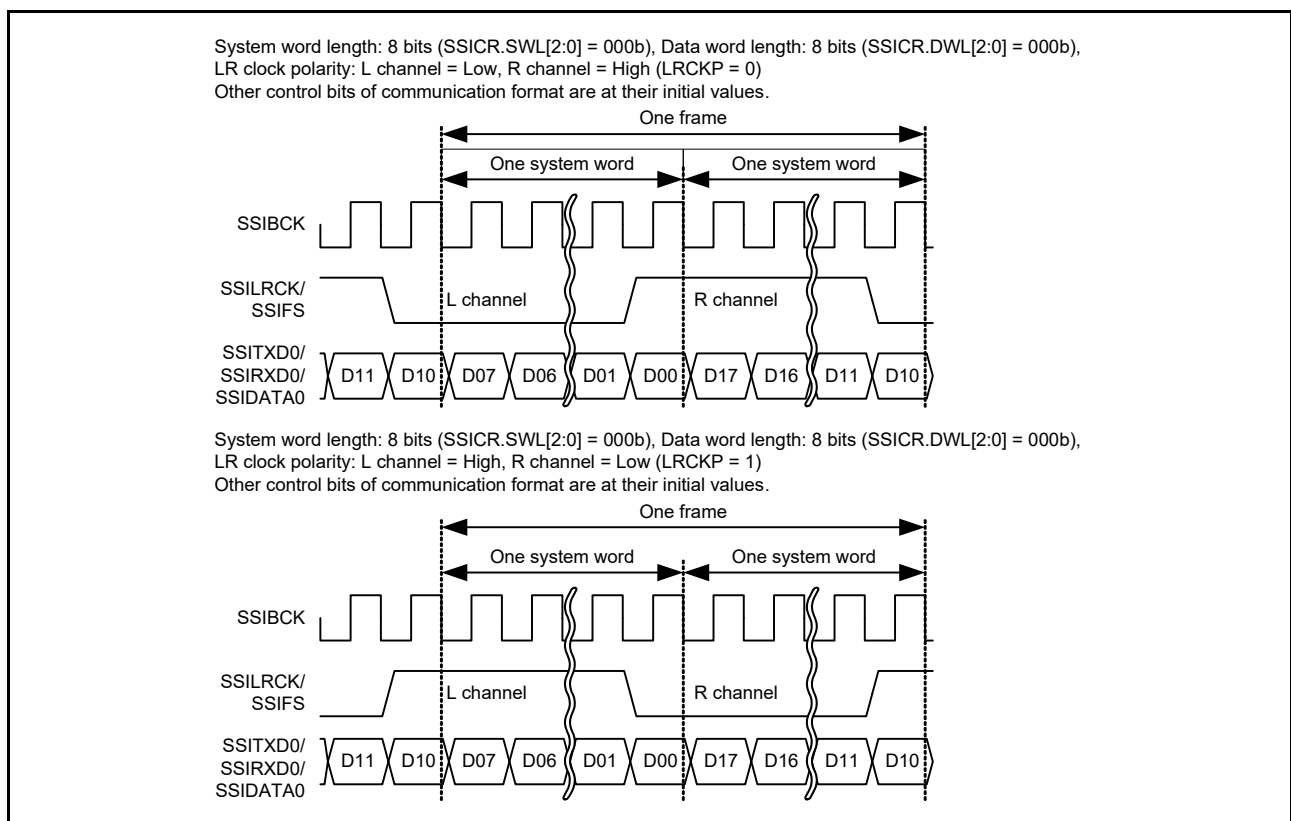 System word length: 8 bits (SSICR.SWL[2:0] = 000b), Data word length: 8 bits (SSICR.DWL[2:0] = 000b),
LR clock polarity: L channel = Low, R channel = High (LRCKP = 0)
Other control bits of communication format are at their initial values.
One frame
One system word One system word
SSIBCK
SSILRCK/
SSIFS
L channel R channel
SSITXD0/
SSIRXD0/
SSIDATA0
D11 D10 D07 D06 D01 D00 D17 D16 D11 D10
System word length: 8 bits (SSICR.SWL[2:0] = 000b), Data word length: 8 bits (SSICR.DWL[2:0] = 000b),
LR clock polarity: L channel = High, R channel = Low (LRCKP = 1)
Other control bits of communication format are at their initial values.
One frame
One system word One system word
SSIBCK
SSILRCK/
SSIFS
L channel R channel
SSITXD0/
SSIRXD0/
SSIDATA0
D11 D10 D07 D06 D01 D00 D17 D16 D11 D10